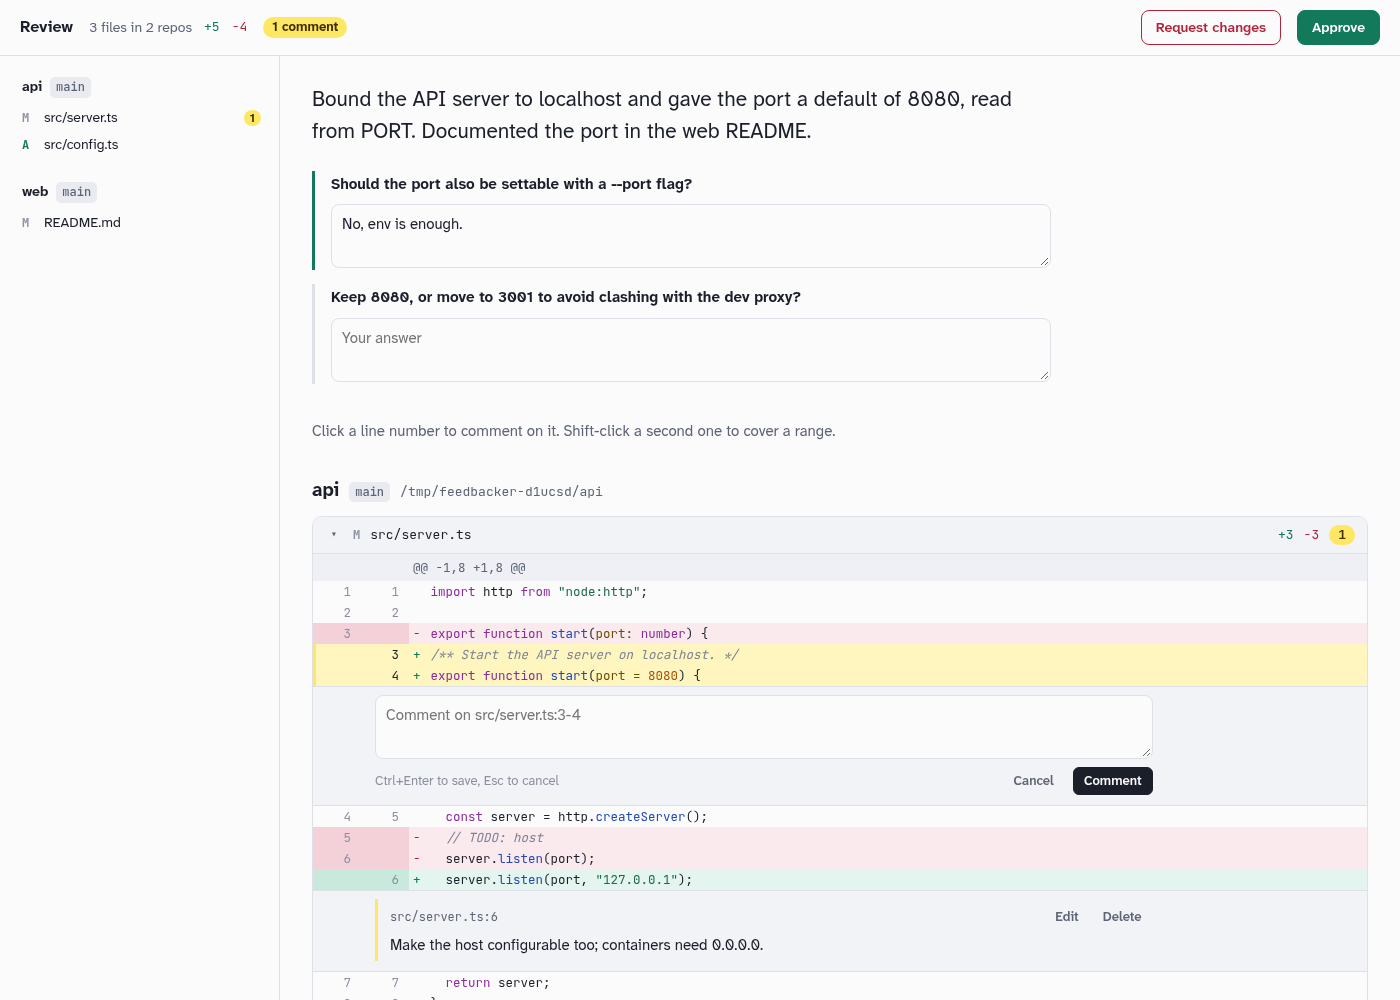 Review 3 files in 2 repos +5 -4 1 comment Request changes Approve
api main
M src/server.ts 1
A src/config.ts
web main
M README.md
Bound the API server to localhost and gave the port a default of 8080, read
from PORT. Documented the port in the web README.
Should the port also be settable with a --port flag?
No, env is enough.
Keep 8080, or move to 3001 to avoid clashing with the dev proxy?
Your answer
Click a line number to comment on it. Shift-click a second one to cover a range.
api main /tmp/feedbacker-d1ucsd/api
▾ M src/server.ts +3 -3 1
@@ -1,8 +1,8 @@
1 1 import http from "node:http";
2 2
3 - export function start(port: number) {
3 + /** Start the API server on localhost. */
4 + export function start(port = 8080) {
Comment on src/server.ts:3-4
Ctrl+Enter to save, Esc to cancel Cancel Comment
4 5 const server = http.createServer();
5 - // TODO: host
6 - server.listen(port);
6 + server.listen(port, "127.0.0.1");
src/server.ts:6 Edit Delete
Make the host configurable too; containers need 0.0.0.0.
7 7 return server;